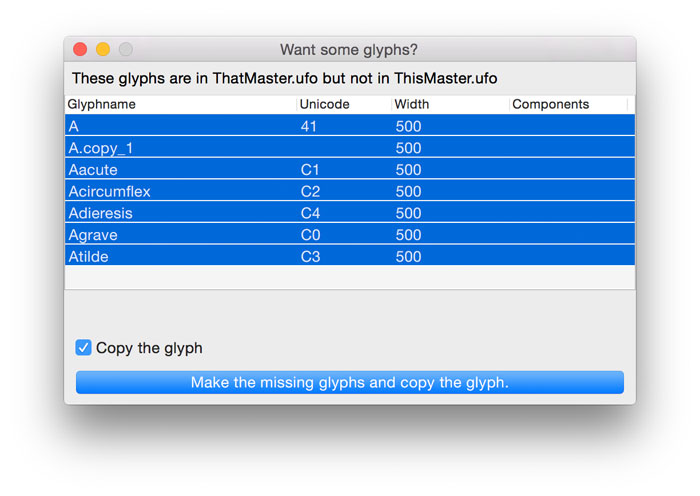 Want some glyphs?
These glyphs are in ThatMaster.ufo but not in ThisMaster.ufo
Glyphname Unicode Width Components
A 41 500
A.copy_1 500
Aacute C1 500
Acircumflex C2 500
Adieresis C4 500
Agrave C0 500
Atilde C3 500
Copy the glyph
Make the missing glyphs and copy the glyph.